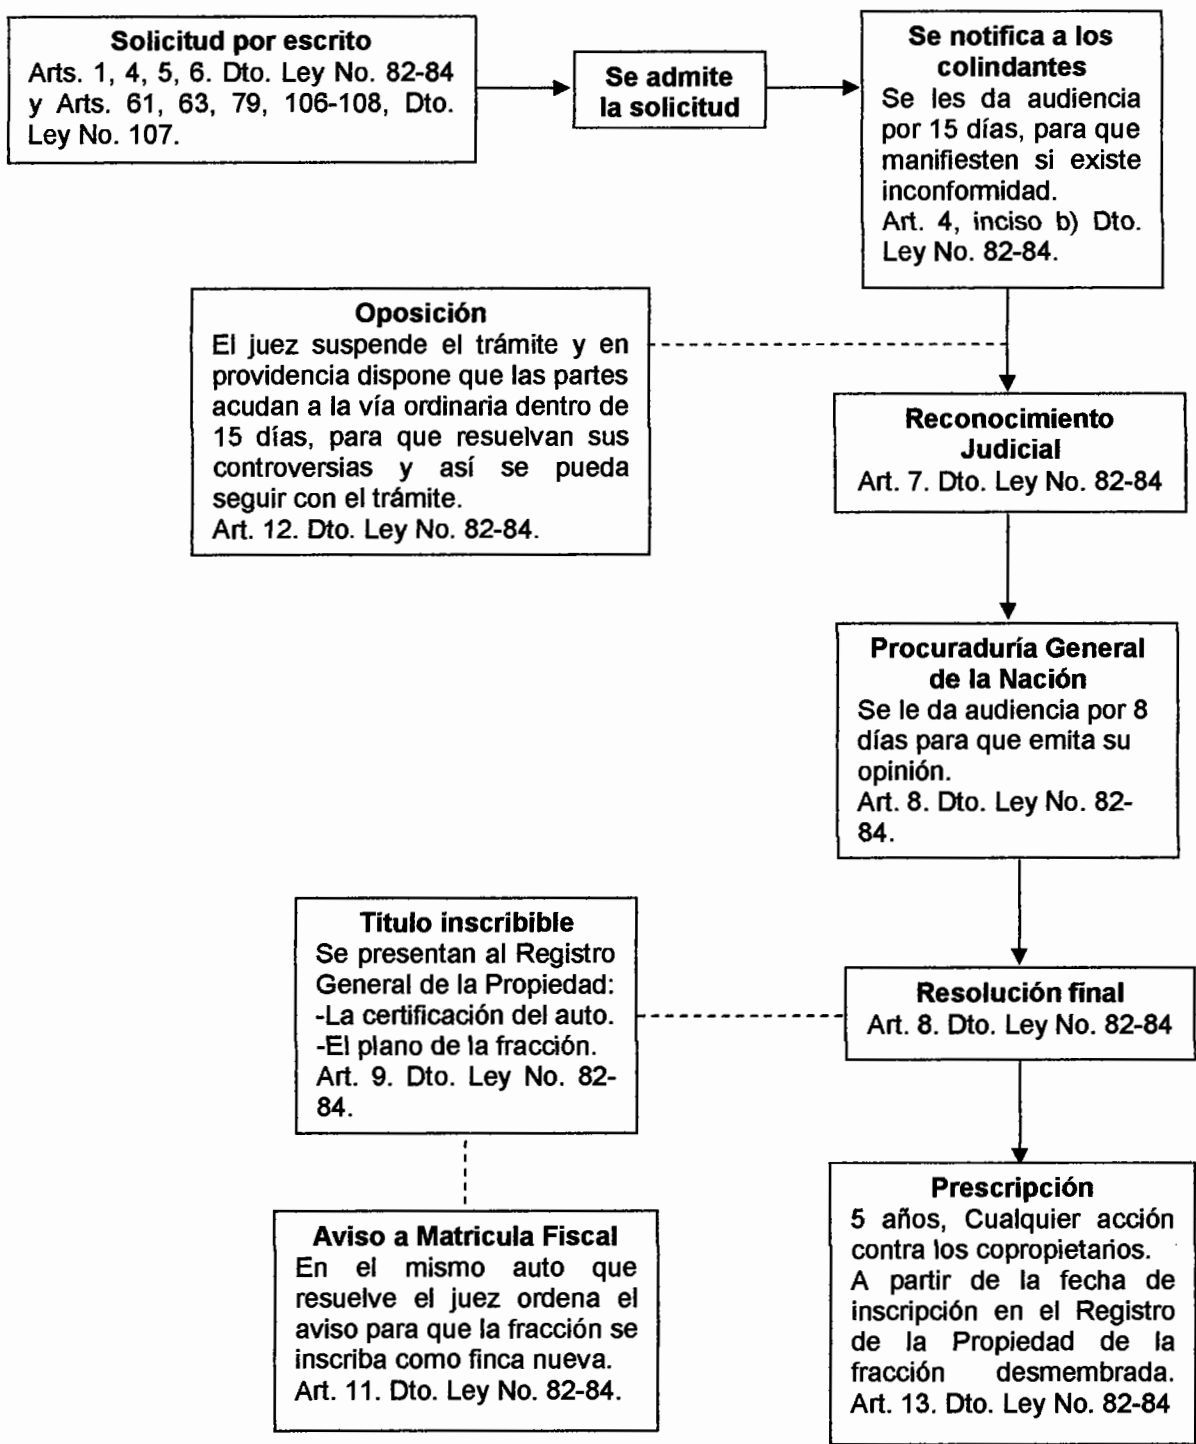 Solicitud por escrito
Arts. 1, 4, 5, 6. Dto. Ley No. 82-84
y Arts. 61, 63, 79, 106-108, Dto.
Ley No. 107.
Se admite
la solicitud
Se notifica a los
colindantes
Se les da audiencia
por 15 días, para que
manifiesten si existe
inconformidad.
Art. 4, inciso b) Dto.
Ley No. 82-84.
Oposición
El juez suspende el trámite y en
providencia dispone que las partes
acudan a la vía ordinaria dentro de
15 días, para que resuelvan sus
controversias y así se pueda
seguir con el trámite.
Art. 12. Dto. Ley No. 82-84.
Reconocimiento
Judicial
Art. 7. Dto. Ley No. 82-84
Procuraduría General
de la Nación
Se le da audiencia por 8
días para que emita su
opinión.
Art. 8. Dto. Ley No. 82-
84.
Titulo inscribible
Se presentan al Registro
General de la Propiedad:
-La certificación del auto.
-El plano de la fracción.
Art. 9. Dto. Ley No. 82-
84.
Resolución final
Art. 8. Dto. Ley No. 82-84
Aviso a Matricula Fiscal
En el mismo auto que
resuelve el juez ordena el
aviso para que la fracción se
inscriba como finca nueva.
Art. 11. Dto. Ley No. 82-84.
Prescripción
5 años, Cualquier acción
contra los copropietarios.
A partir de la fecha de
inscripción en el Registro
de la Propiedad de la
fracción desmembrada.
Art. 13. Dto. Ley No. 82-84